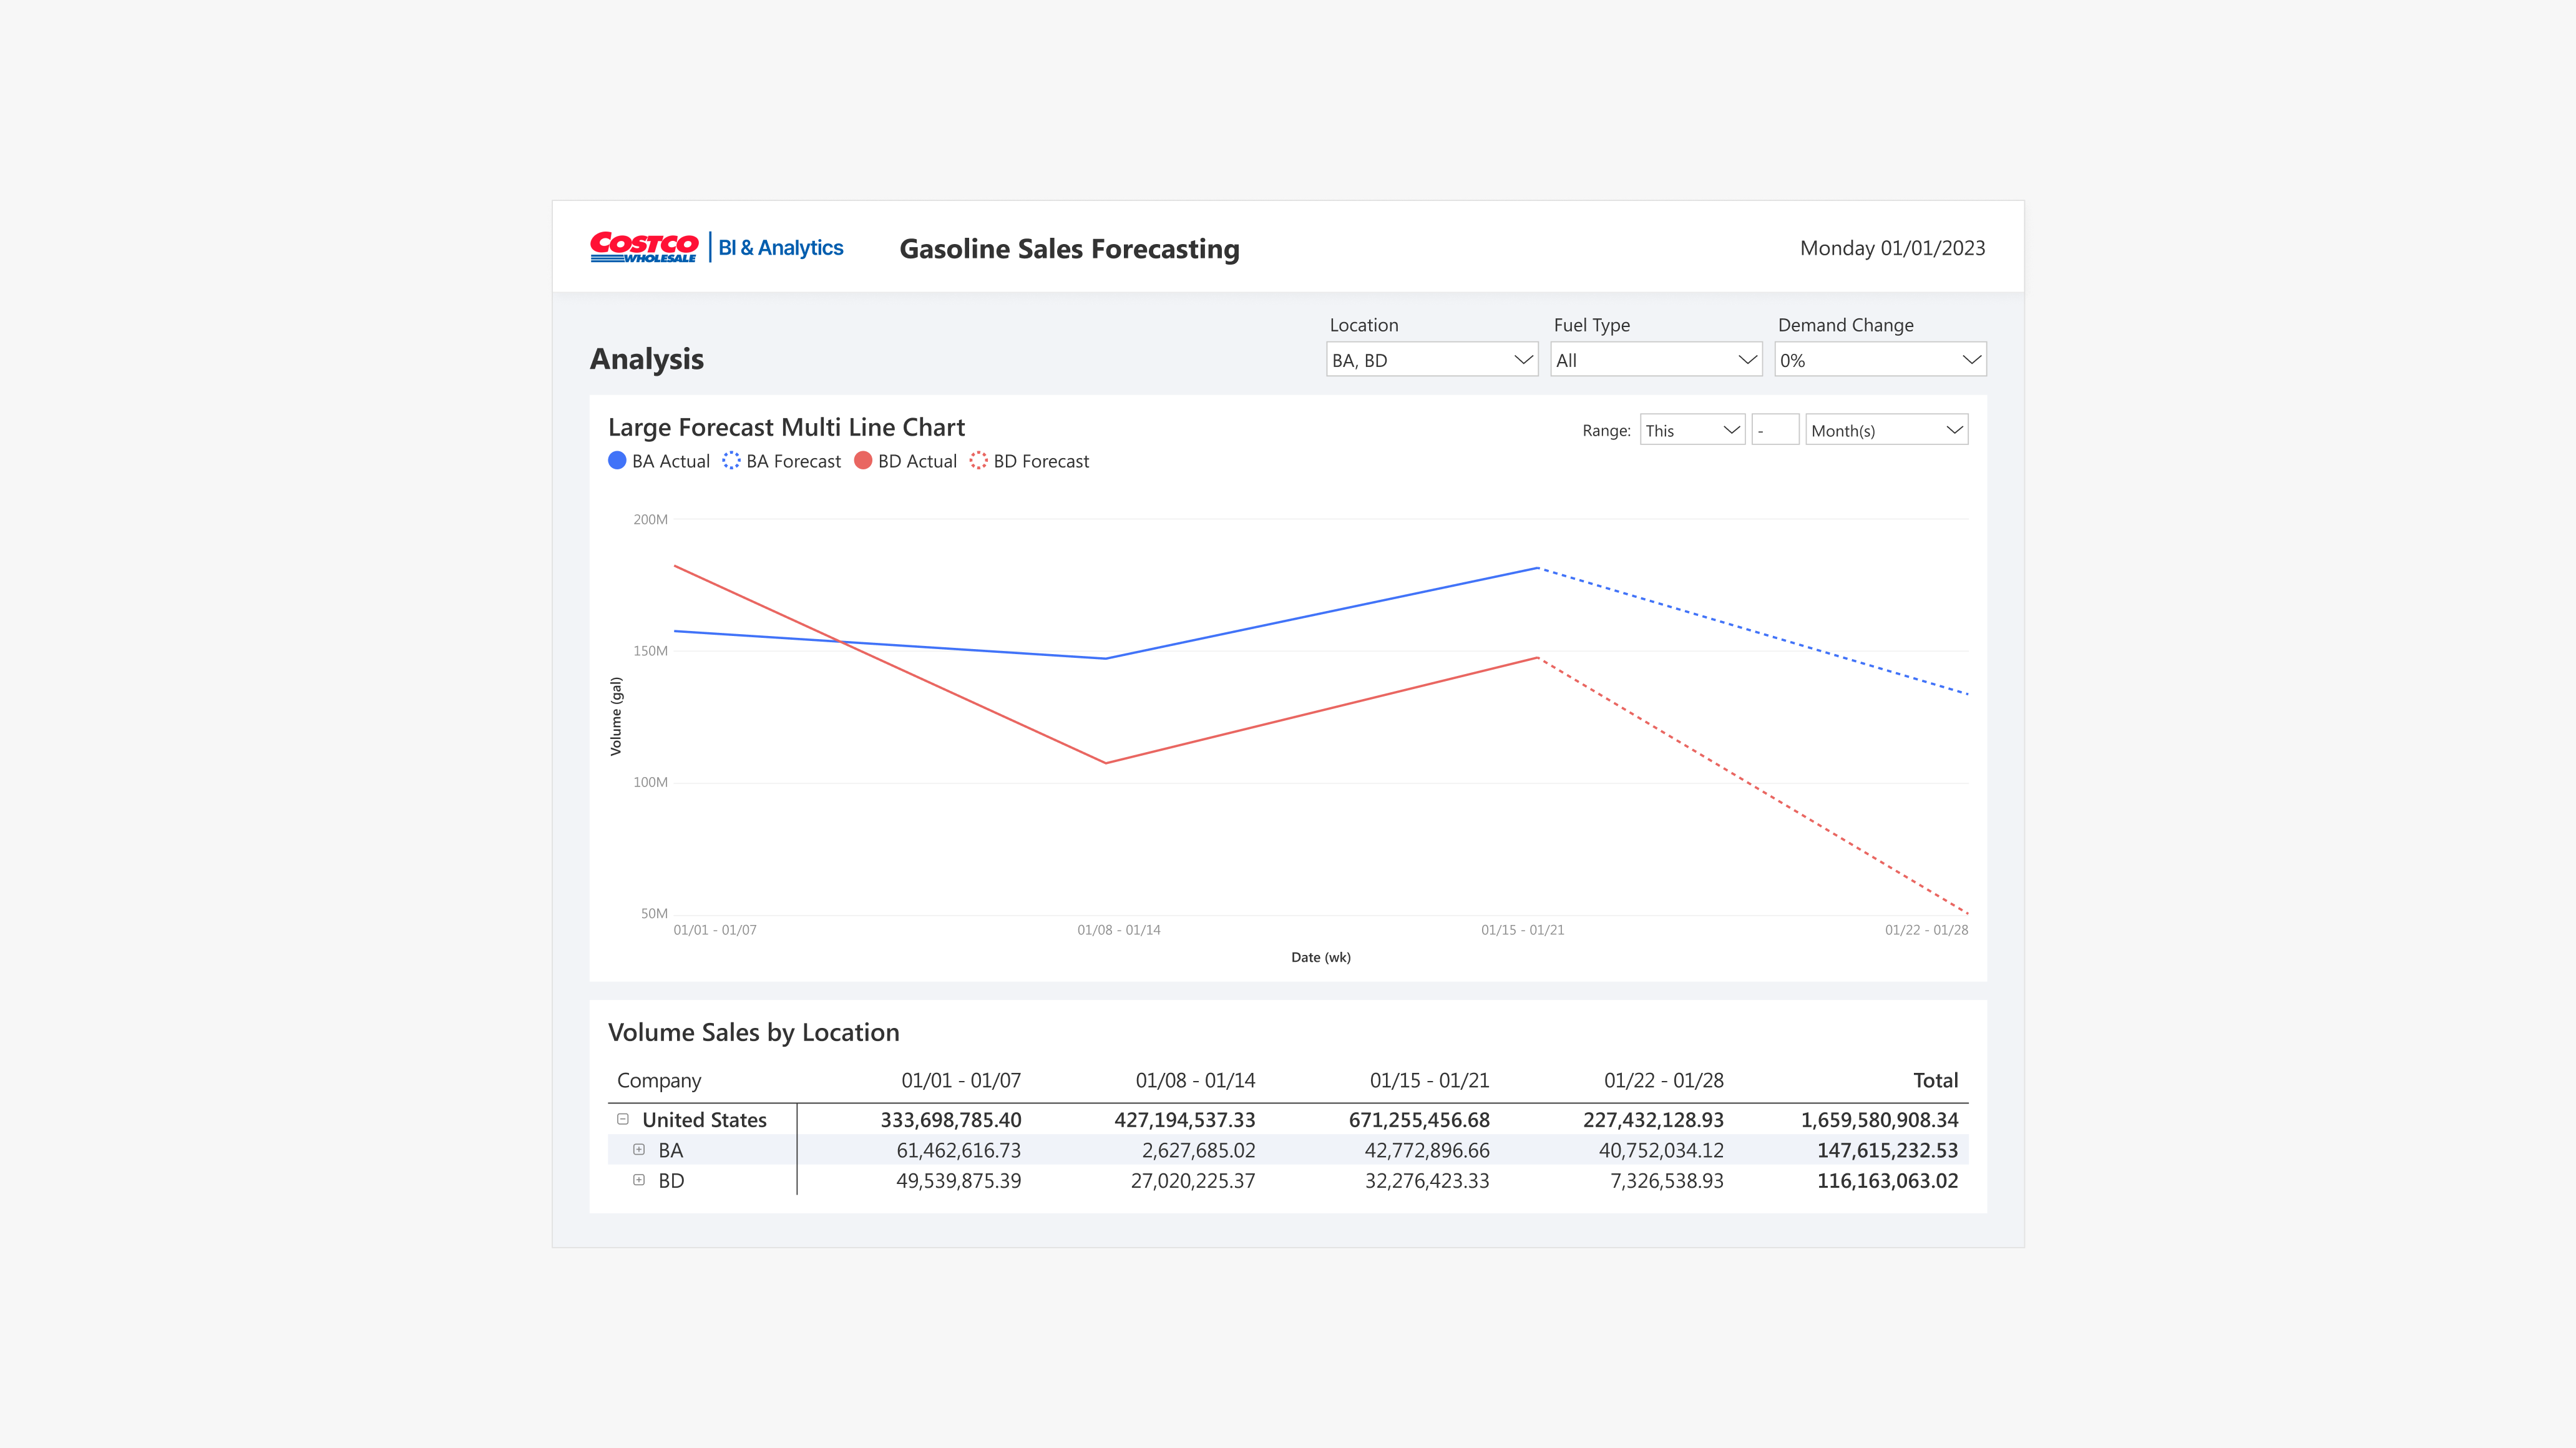 COSTCO WHOLESALE | BI & Analytics
Gasoline Sales Forecasting
Monday 01/01/2023
Analysis
Location
BA, BD
Fuel Type
All
Demand Change
0%
Large Forecast Multi Line Chart
Range: This - Month(s)
BA Actual BA Forecast BD Actual BD Forecast
200M
150M
100M
50M
Volume (gal)
01/01 - 01/07 01/08 - 01/14 01/15 - 01/21 01/22 - 01/28
Date (wk)
Volume Sales by Location
Company 01/01 - 01/07 01/08 - 01/14 01/15 - 01/21 01/22 - 01/28 Total
United States 333,698,785.40 427,194,537.33 671,255,456.68 227,432,128.93 1,659,580,908.34
BA 61,462,616.73 2,627,685.02 42,772,896.66 40,752,034.12 147,615,232.53
BD 49,539,875.39 27,020,225.37 32,276,423.33 7,326,538.93 116,163,063.02